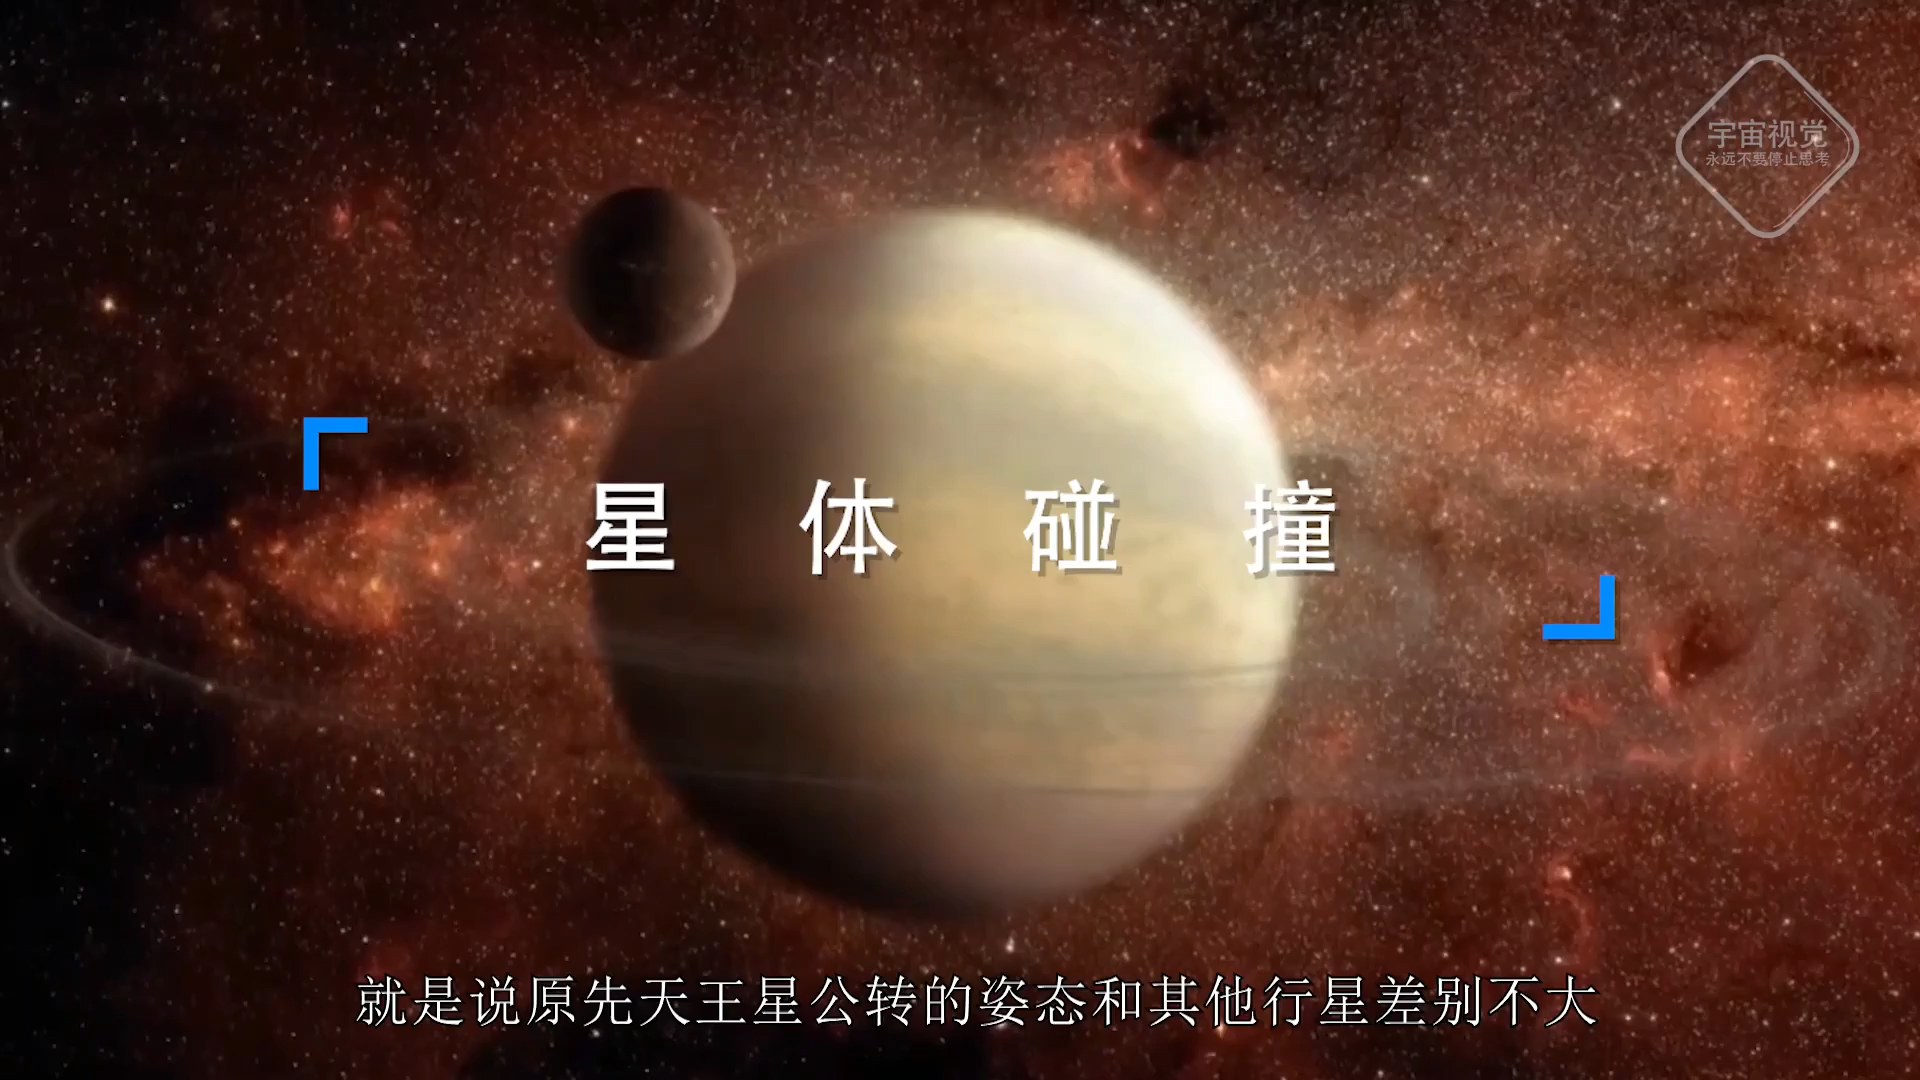 宇宙视觉
永远不要停止思考
星体碰撞
就是说原先天王星公转的姿态和其他行星差别不大